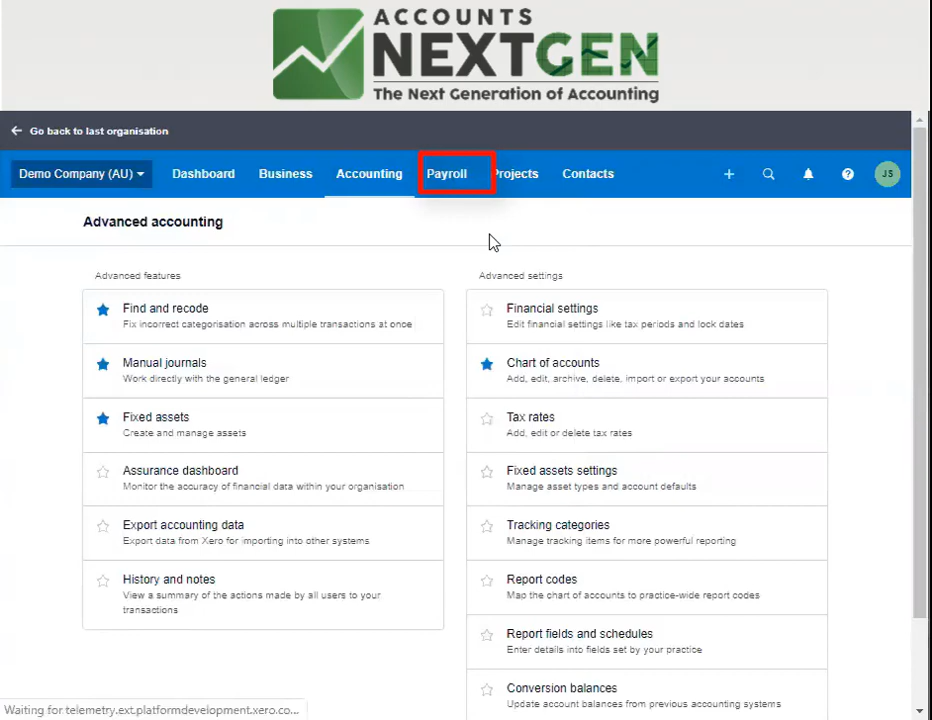 ACCOUNTS
NEXTGEN
The Next Generation of Accounting
Go back to last organisation
Demo Company (AU) Dashboard Business Accounting Payroll Projects Contacts JS
Advanced accounting
Advanced features
Find and recode
Fix incorrect categorisation across multiple transactions at once
Manual journals
Work directly with the general ledger
Fixed assets
Create and manage assets
Assurance dashboard
Monitor the accuracy of financial data within your organisation
Export accounting data
Export data from Xero for importing into other systems
History and notes
View a summary of the actions made by all users to your
transactions
Advanced settings
Financial settings
Edit financial settings like tax periods and lock dates
Chart of accounts
Add, edit, archive, delete, import or export your accounts
Tax rates
Add, edit or delete tax rates
Fixed assets settings
Manage asset types and account defaults
Tracking categories
Manage tracking items for more powerful reporting
Report codes
Map the chart of accounts to practice-wide report codes
Report fields and schedules
Enter details into fields set by your practice
Conversion balances
Update account balances from previous accounting systems
Waiting for telemetry.ext.platformdevelopment.xero.co...